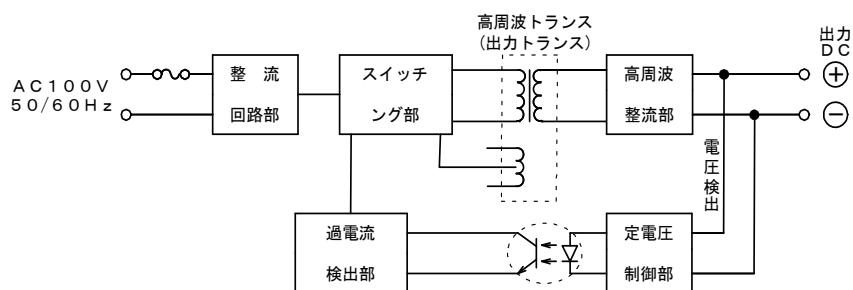 高周波トランス
(出力トランス)
出力
DC
AC100V
50/60Hz
整　流
回路部
スイッチ
ング部
高周波
整流部
電圧検出
過電流
検出部
定電圧
制御部